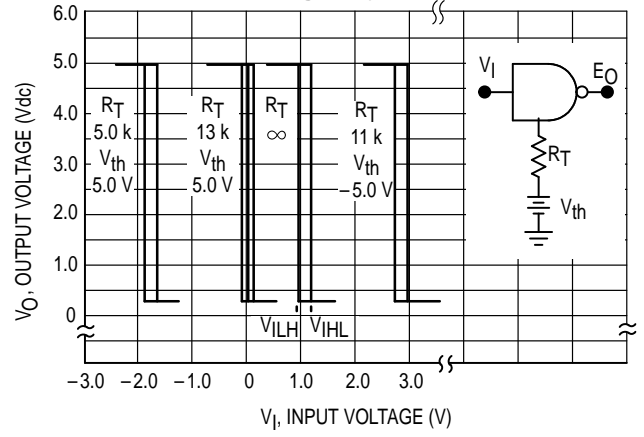 6.0
5.0
4.0
3.0
2.0
1.0
0
VO, OUTPUT VOLTAGE (Vdc)
RT
5.0 k
Vth
5.0 V
RT
13 k
Vth
5.0 V
RT
∞
RT
11 k
Vth
−5.0 V
VI
EO
RT
Vth
VILH
VIHL
−3.0 −2.0 −1.0 0 1.0 2.0 3.0
VI, INPUT VOLTAGE (V)